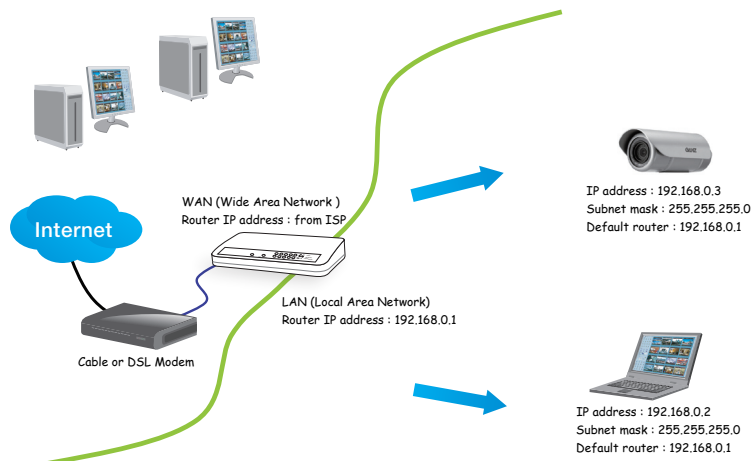 WAN (Wide Area Network )
Router IP address : from ISP
Internet
LAN (Local Area Network)
Router IP address : 192.168.0.1
Cable or DSL Modem
IP address : 192.168.0.3
Subnet mask : 255.255.255.0
Default router : 192.168.0.1
IP address : 192.168.0.2
Subnet mask : 255.255.255.0
Default router : 192.168.0.1